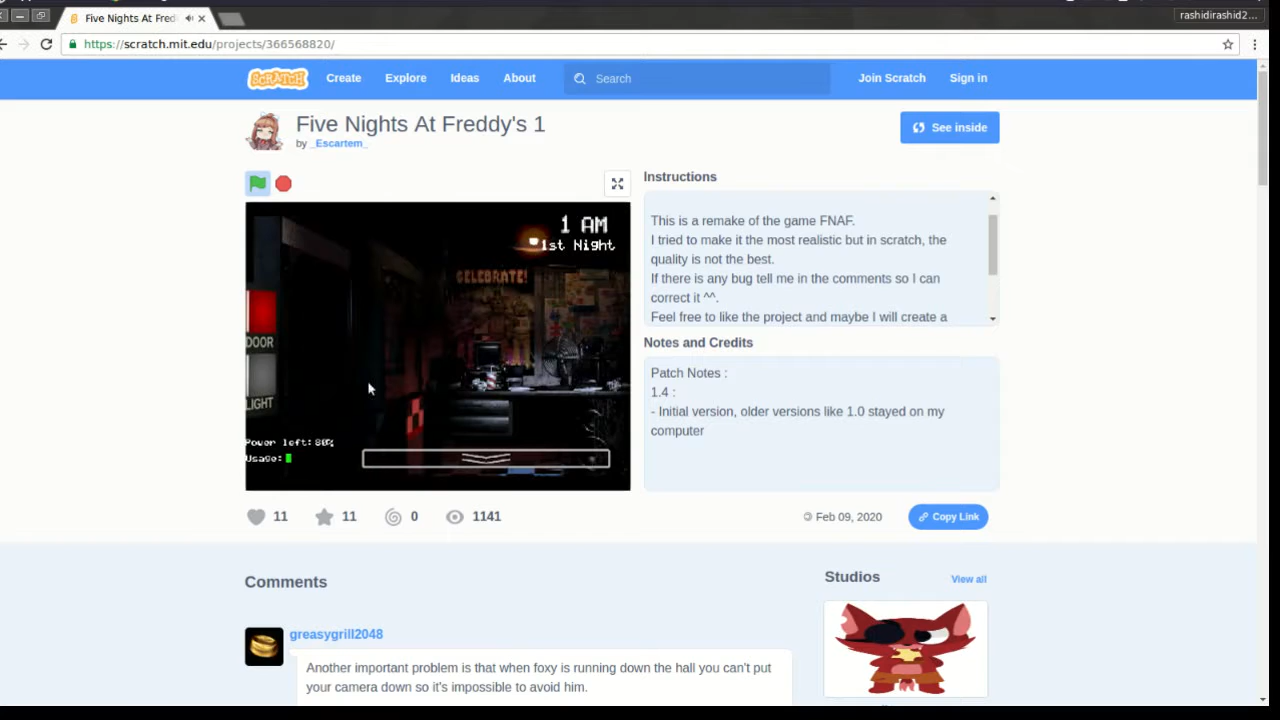 Five Nights At Fred
rashidirashid2...
https://scratch.mit.edu/projects/366568820/
SCRATCH
Create
Explore
Ideas
About
Search
Join Scratch
Sign in
Five Nights At Freddy's 1
by _Escartem_
See inside
Instructions
This is a remake of the game FNAF.
I tried to make it the most realistic but in scratch, the
quality is not the best.
If there is any bug tell me in the comments so I can
correct it ^^.
Feel free to like the project and maybe I will create a
1 AM
1st Night
CELEBRATE!
DOOR
LIGHT
Power left:80%
Usage:
Notes and Credits
Patch Notes :
1.4 :
- Initial version, older versions like 1.0 stayed on my
computer
11
11
0
1141
Feb 09, 2020
Copy Link
Comments
Studios
View all
greasygrill2048
Another important problem is that when foxy is running down the hall you can't put
your camera down so it's impossible to avoid him.